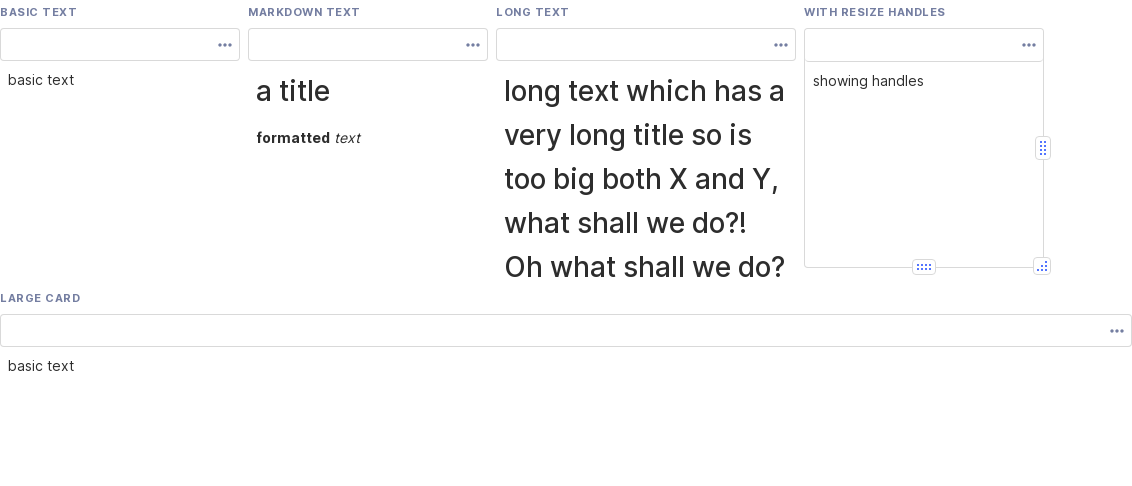 BASIC TEXT
basic text
MARKDOWN TEXT
a title
formatted text
LONG TEXT
long text which has a
very long title so is
too big both X and Y,
what shall we do?!
Oh what shall we do?
WITH RESIZE HANDLES
showing handles
LARGE CARD
basic text